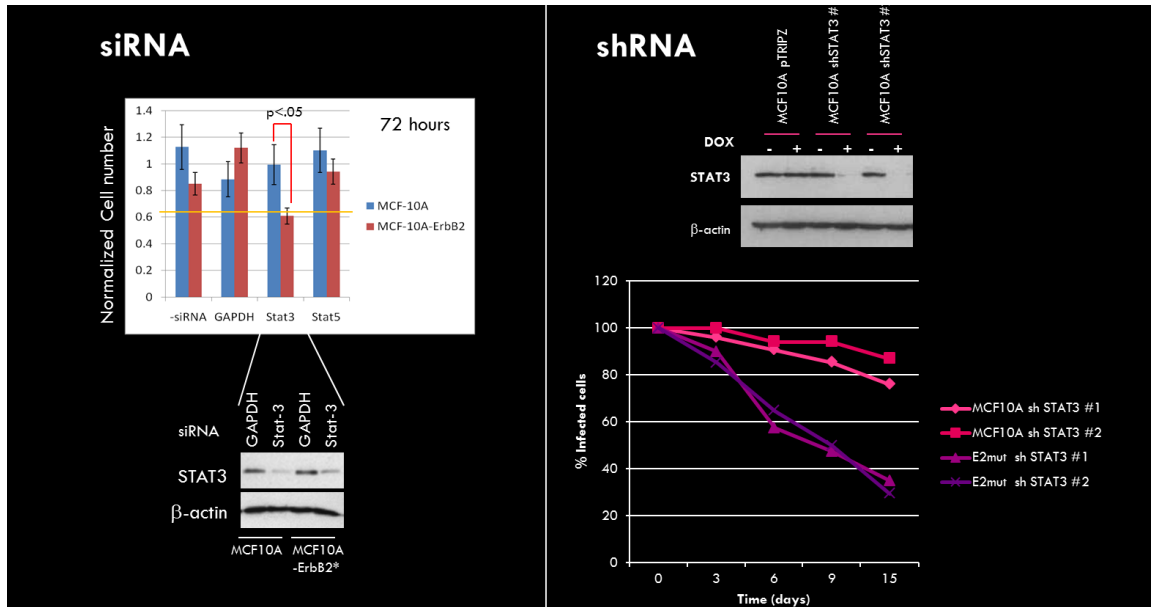 siRNA
Normalized Cell number
1.4
1.2
1
0.8
0.6
0.4
0.2
0
p<.05
72 hours
MCF-10A
MCF-10A-ErbB2
-siRNA GAPDH Stat3 Stat5
siRNA
GAPDH
Stat-3
GAPDH
Stat-3
STAT3
β-actin
MCF10A
MCF10A
-ErbB2*
shRNA
MCF10A pTRIPZ
MCF10A shSTAT3 #
MCF10A shSTAT3 #
DOX - + - + - +
STAT3
β-actin
% Infected cells
120
100
80
60
40
20
0
0 3 6 9 15
Time (days)
MCF10A sh STAT3 #1
MCF10A sh STAT3 #2
E2mut sh STAT3 #1
E2mut sh STAT3 #2